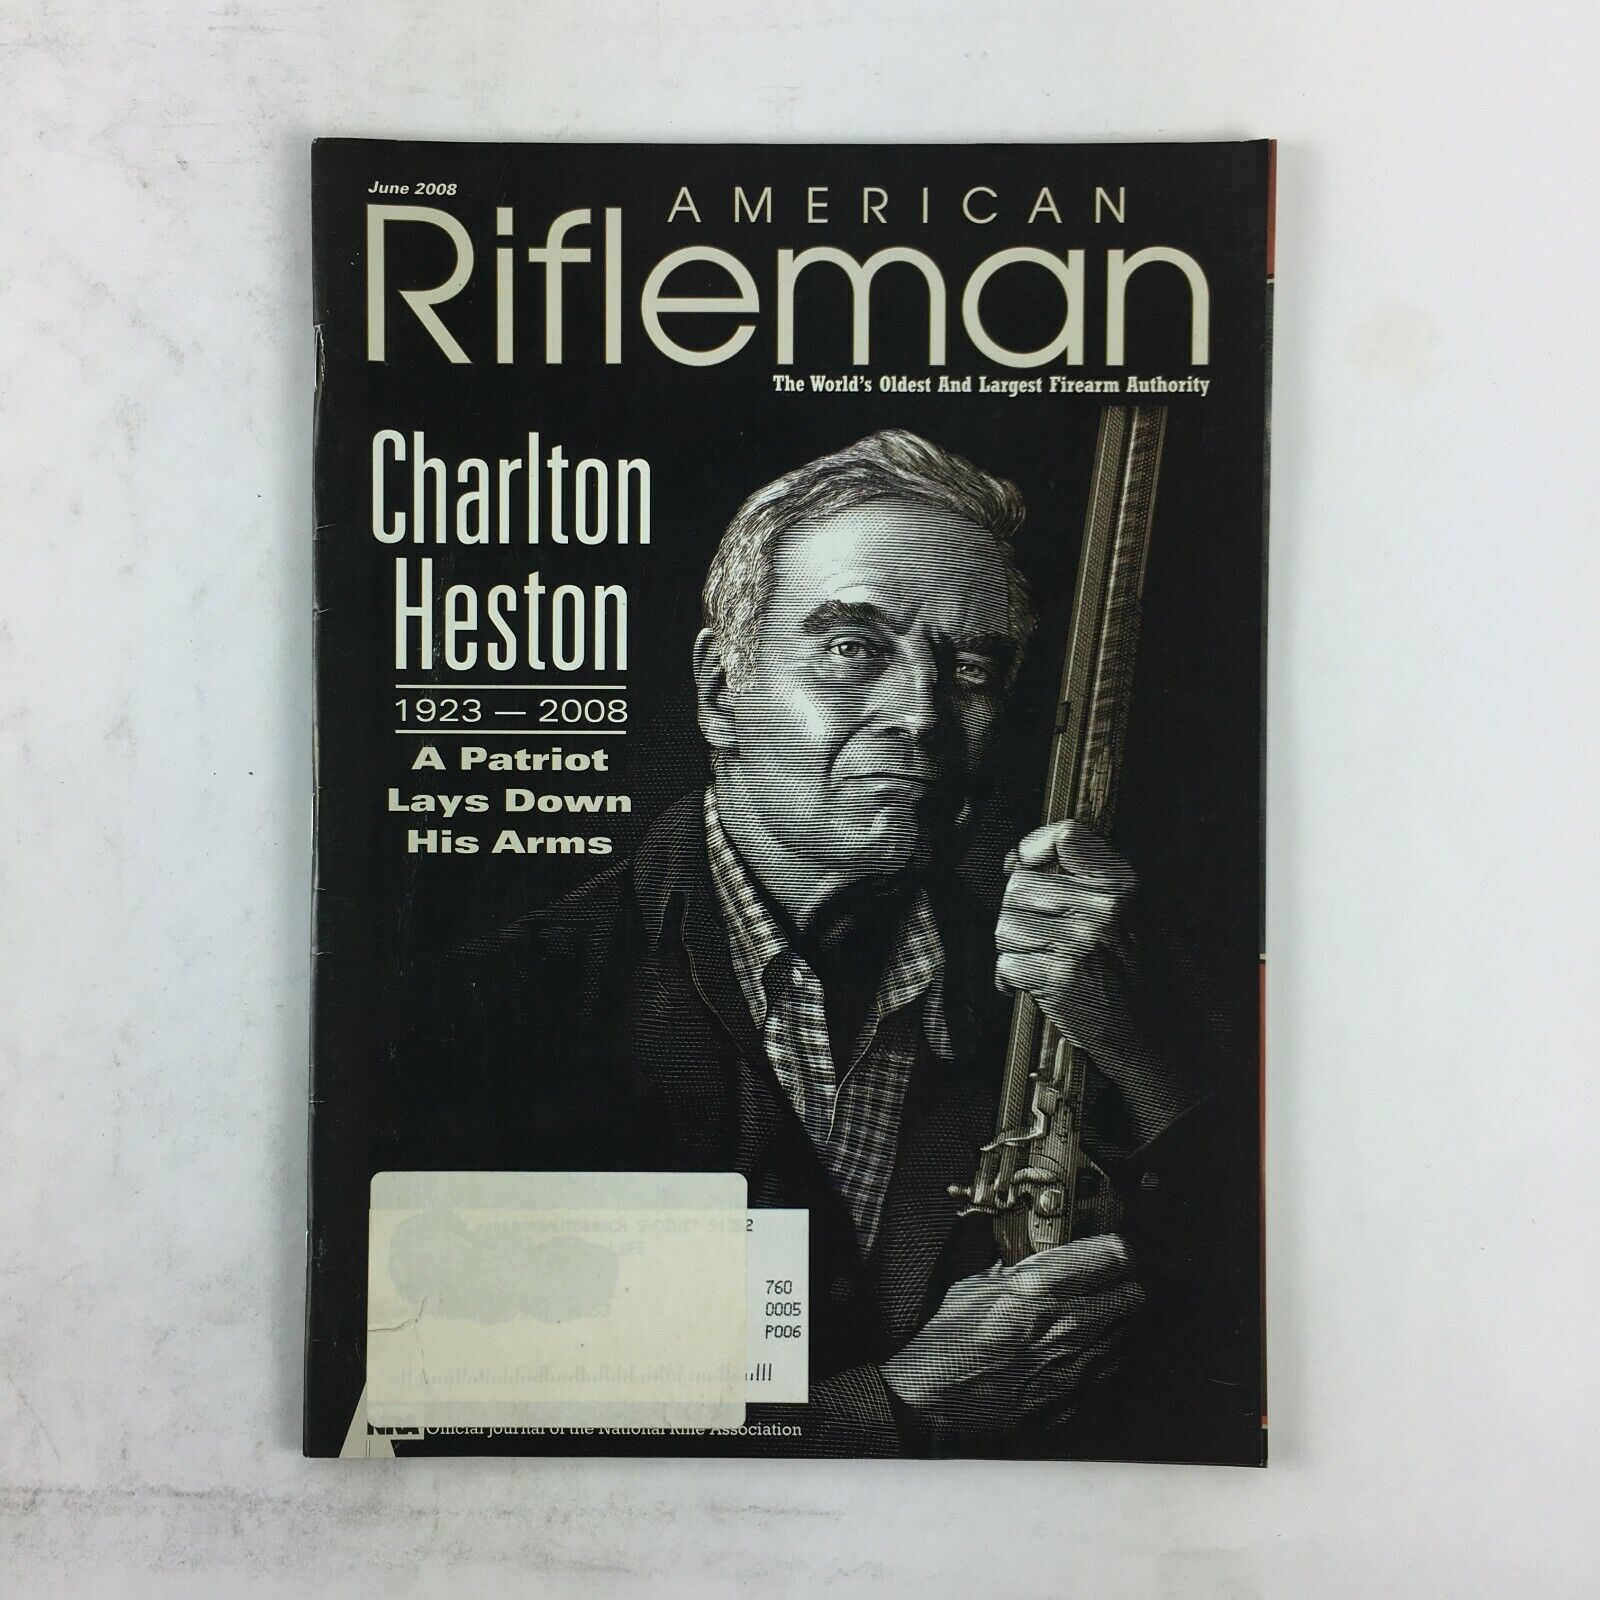 June 2008
AMERICAN
Rifleman
The World's Oldest And Largest Firearm Authority
Charlton
Heston
1923 — 2008
A Patriot
Lays Down
His Arms
760
0005
P006
NRA Official Journal of the National Rifle Association